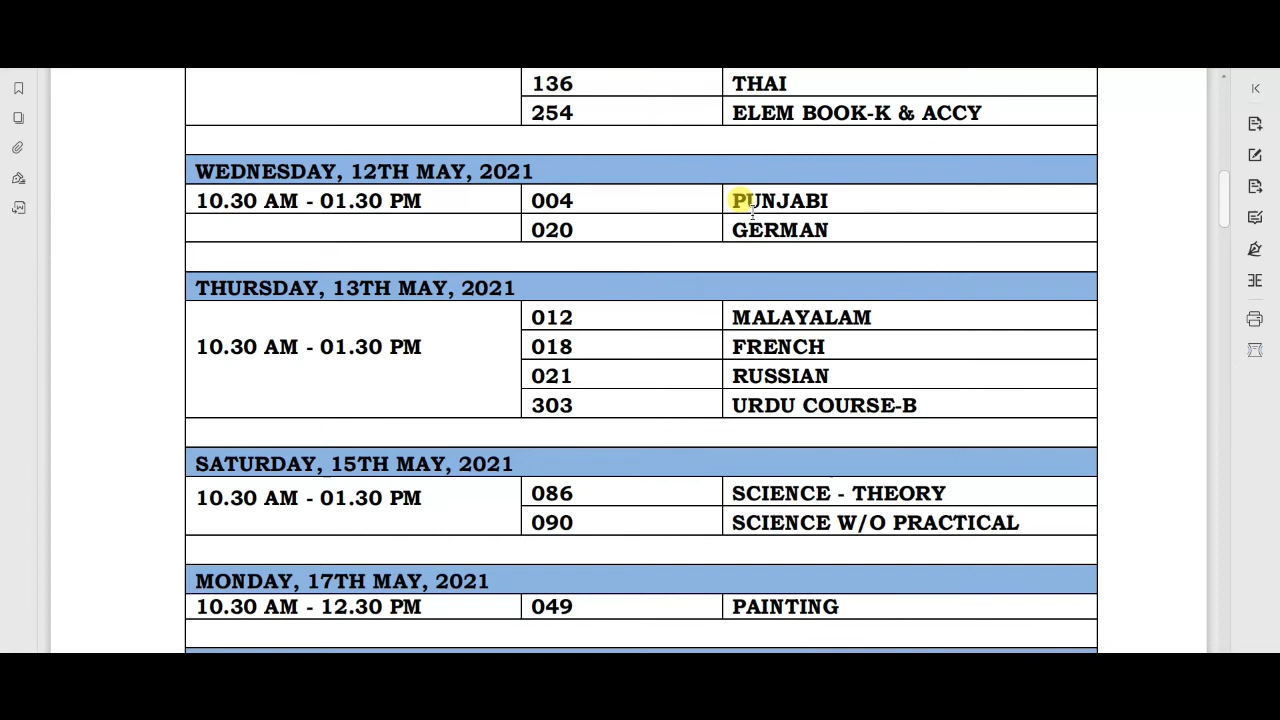 136 THAI
254 ELEM BOOK-K & ACCY
WEDNESDAY, 12TH MAY, 2021
10.30 AM - 01.30 PM 004 PUNJABI
020 GERMAN
THURSDAY, 13TH MAY, 2021
012 MALAYALAM
10.30 AM - 01.30 PM 018 FRENCH
021 RUSSIAN
303 URDU COURSE-B
SATURDAY, 15TH MAY, 2021
10.30 AM - 01.30 PM 086 SCIENCE - THEORY
090 SCIENCE W/O PRACTICAL
MONDAY, 17TH MAY, 2021
10.30 AM - 12.30 PM 049 PAINTING